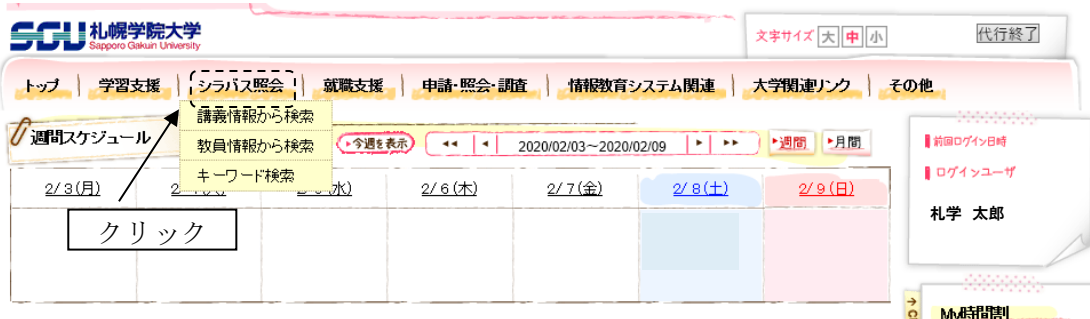 SGU 札幌学院大学
Sapporo Gakuin University
文字サイズ 大 中 小
代行終了
トップ 学習支援 シラバス照会 就職支援 申請・照会・調査 情報教育システム関連 大学関連リンク その他
講義情報から検索
教員情報から検索
キーワード検索
週間スケジュール
今週を表示 2020/02/03～2020/02/09 週間 月間
2/3(月) 2/6(木) 2/7(金) 2/8(土) 2/9(日)
クリック
前回ログイン日時
ログインユーザ
札学 太郎
My時間割